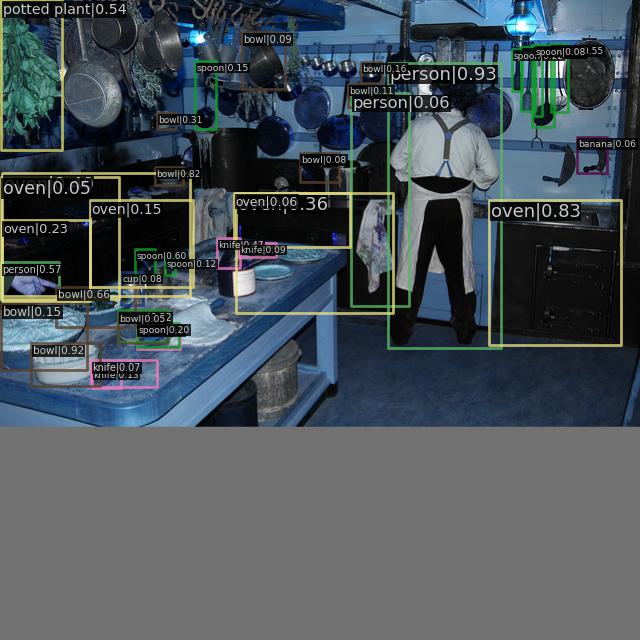 potted plant|0.54
bowl|0.09
spoon|0.15
bowl|0.16
person|0.93
bowl|0.11
person|0.06
spoon|0.08
.55
bowl|0.31
banana|0.06
bowl|0.08
bowl|0.82
oven|0.05
oven|0.15
oven|0.06
.36
oven|0.83
oven|0.23
knife|0.47
knife|0.09
spoon|0.60
spoon|0.12
person|0.57
cup|0.08
bowl|0.66
bowl|0.15
bowl|0.05
spoon|0.20
bowl|0.92
knife|0.07
knife|0.13